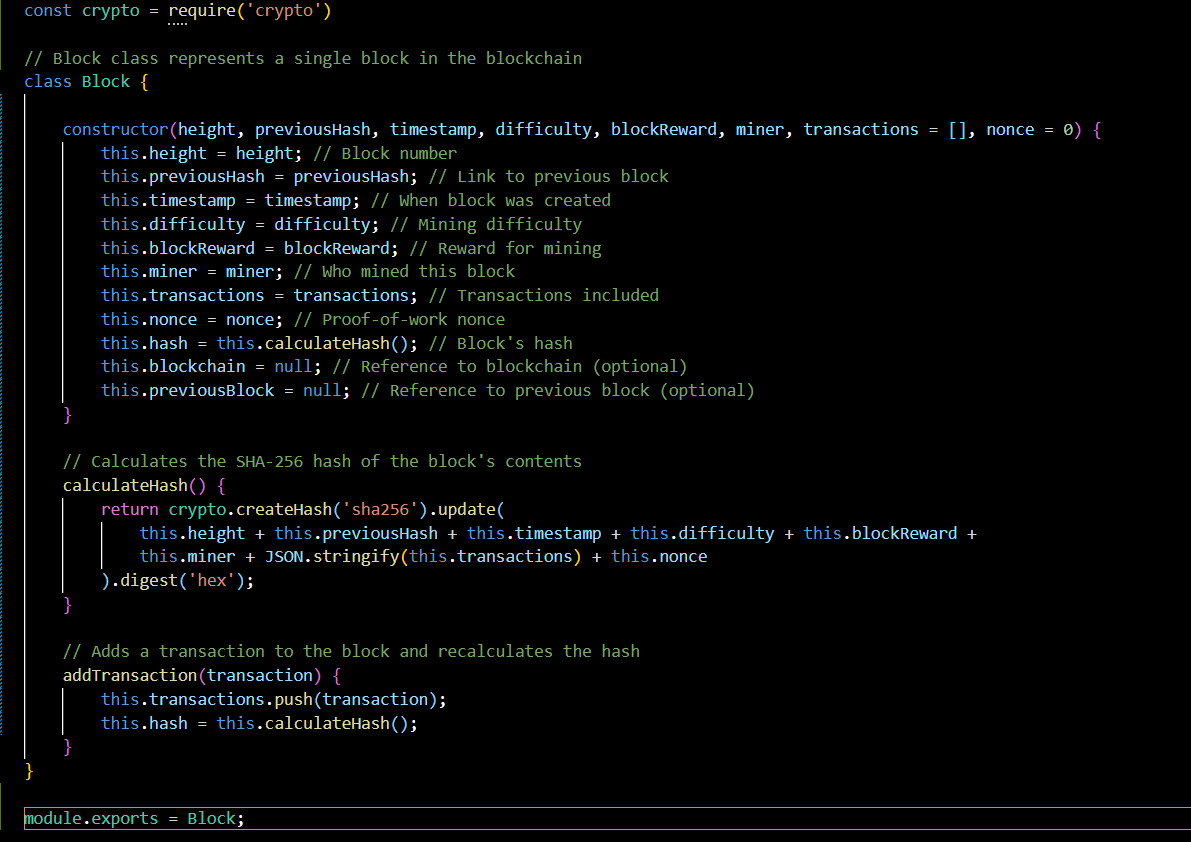 const crypto = require('crypto')
// Block class represents a single block in the blockchain
class Block {
constructor(height, previousHash, timestamp, difficulty, blockReward, miner, transactions = [], nonce = 0) {
this.height = height; // Block number
this.previousHash = previousHash; // Link to previous block
this.timestamp = timestamp; // When block was created
this.difficulty = difficulty; // Mining difficulty
this.blockReward = blockReward; // Reward for mining
this.miner = miner; // Who mined this block
this.transactions = transactions; // Transactions included
this.nonce = nonce; // Proof-of-work nonce
this.hash = this.calculateHash(); // Block's hash
this.blockchain = null; // Reference to blockchain (optional)
this.previousBlock = null; // Reference to previous block (optional)
}
// Calculates the SHA-256 hash of the block's contents
calculateHash() {
return crypto.createHash('sha256').update(
this.height + this.previousHash + this.timestamp + this.difficulty + this.blockReward +
this.miner + JSON.stringify(this.transactions) + this.nonce
).digest('hex');
}
// Adds a transaction to the block and recalculates the hash
addTransaction(transaction) {
this.transactions.push(transaction);
this.hash = this.calculateHash();
}
}
module.exports = Block;